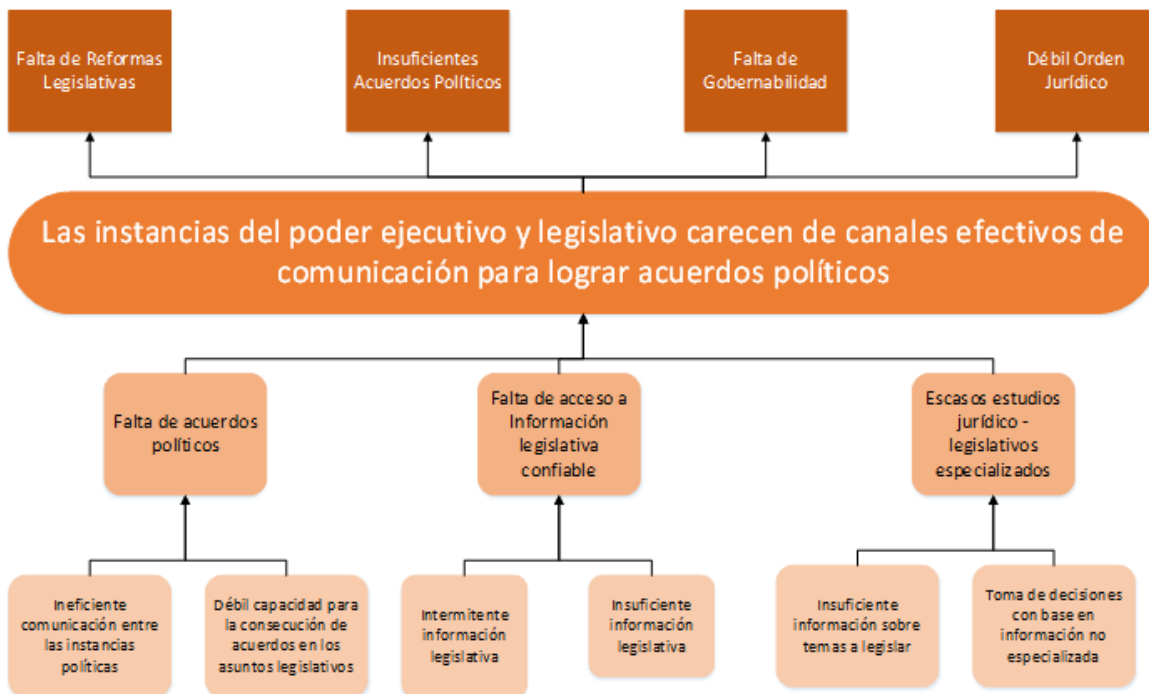 Falta de Reformas
Legislativas
Insuficientes
Acuerdos Políticos
Falta de
Gobernabilidad
Débil Orden
Jurídico
Las instancias del poder ejecutivo y legislativo carecen de canales efectivos de
comunicación para lograr acuerdos políticos
Falta de acuerdos
políticos
Falta de acceso a
Información
legislativa
confiable
Escasos estudios
jurídico -
legislativos
especializados
Ineficiente
comunicación entre
las instancias
políticas
Débil capacidad para
la consecución de
acuerdos en los
asuntos legislativos
Intermitente
información
legislativa
Insuficiente
información
legislativa
Insuficiente
información sobre
temas a legislar
Toma de decisiones
con base en
información no
especializada